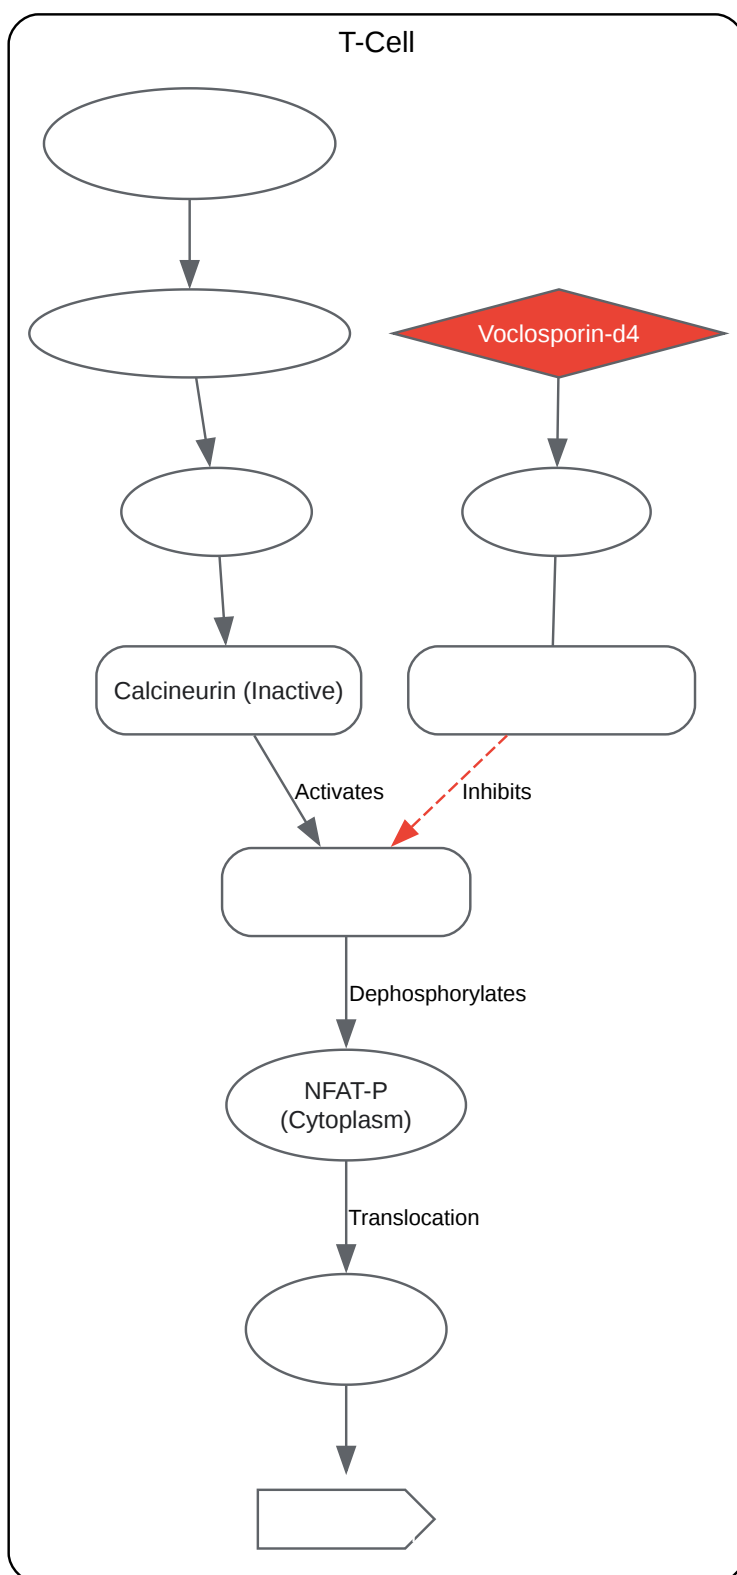 T-Cell
Voclosporin-d4
Calcineurin (Inactive)
Activates
Inhibits
Dephosphorylates
NFAT-P
(Cytoplasm)
Translocation